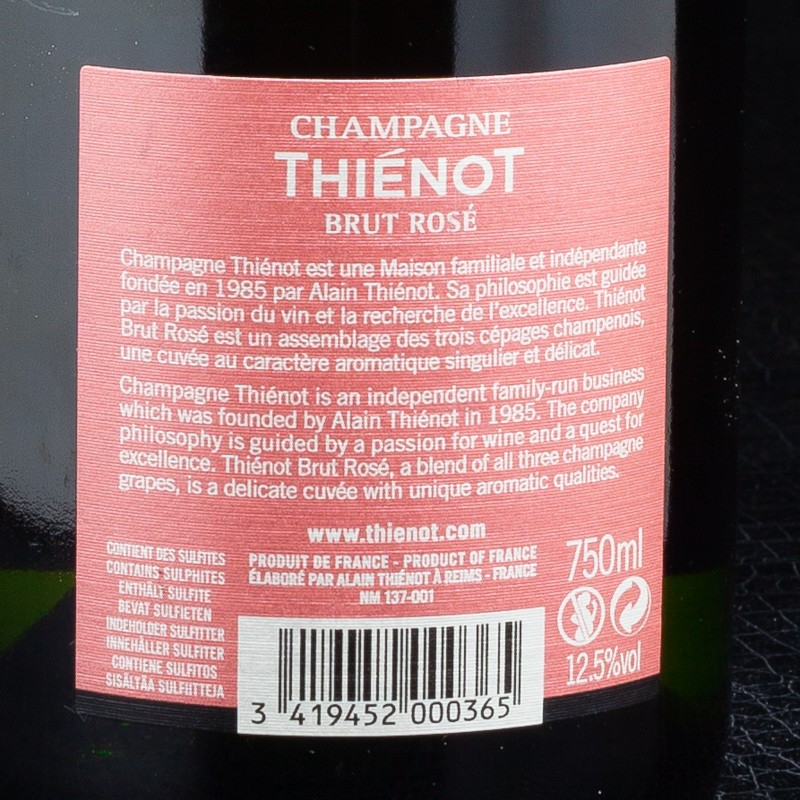 CHAMPAGNE
THIÉNOT
BRUT ROSÉ
Champagne Thiénot est une Maison familiale et indépendante
fondée en 1985 par Alain Thiénot. Sa philosophie est guidée
par la passion du vin et la recherche de l'excellence. Thiénot
Brut Rosé est un assemblage des trois cépages champenois,
une cuvée au caractère aromatique singulier et délicat.
Champagne Thiénot is an independent family-run business
which was founded by Alain Thiénot in 1985. The company
philosophy is guided by a passion for wine and a quest for
excellence. Thiénot Brut Rosé, a blend of all three champagne
grapes, is a delicate cuvée with unique aromatic qualities.
www.thienot.com
CONTIENT DES SULFITES
CONTAINS SULPHITES
ENTHÄLT SULFITE
BEVAT SULFIETEN
INDEHOLDER SULFITTER
INNEHÅLLER SULFITER
CONTIENE SULFITOS
SISÄLTÄÄ SULFIITTEJA
PRODUIT DE FRANCE - PRODUCT OF FRANCE
ÉLABORÉ PAR ALAIN THIÉNOT À REIMS - FRANCE
NM 137-001
750ml
12.5%vol
3 419452 000365